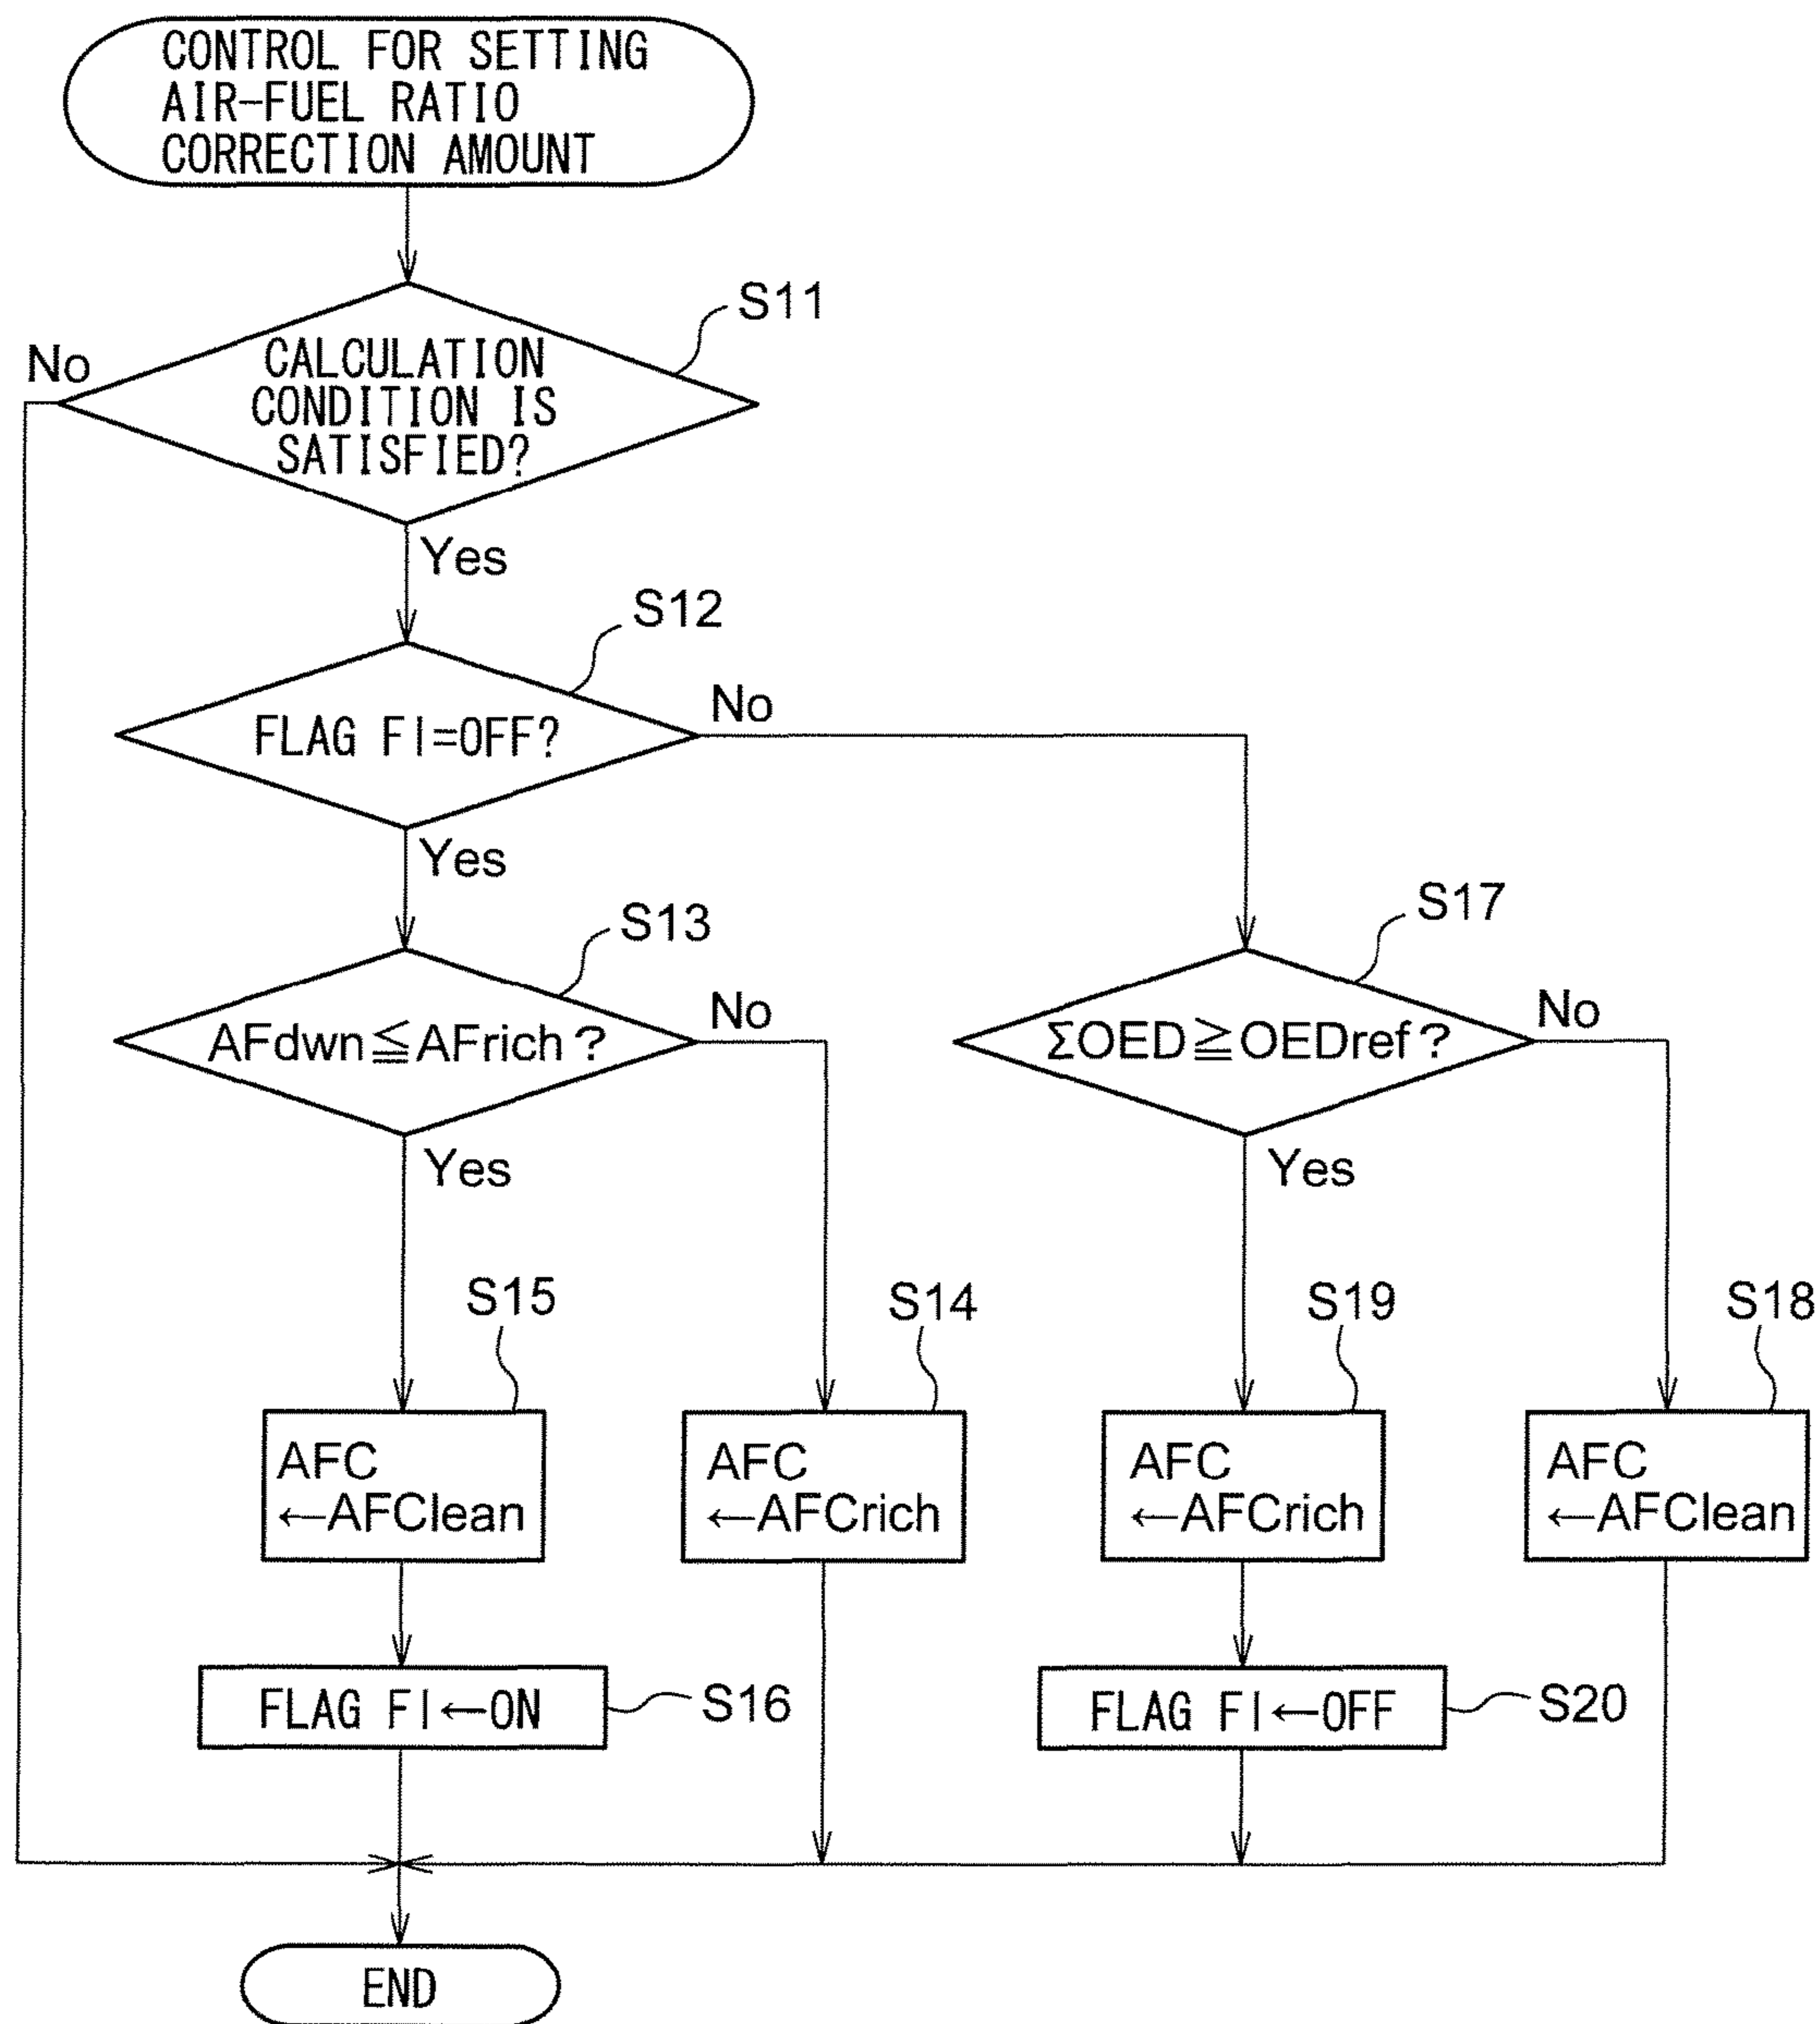 CONTROL FOR SETTING
AIR-FUEL RATIO
CORRECTION AMOUNT
S11
No
CALCULATION
CONDITION IS
SATISFIED?
Yes
S12
FLAG FI=OFF?
No
Yes
S13
S17
AFdwn≦AFrich?
No
ΣOED≧OEDref?
No
Yes
Yes
S15
S14
S19
S18
AFC
←AFClean
AFC
←AFCrich
AFC
←AFCrich
AFC
←AFClean
FLAG FI←ON
S16
FLAG FI←OFF
S20
END